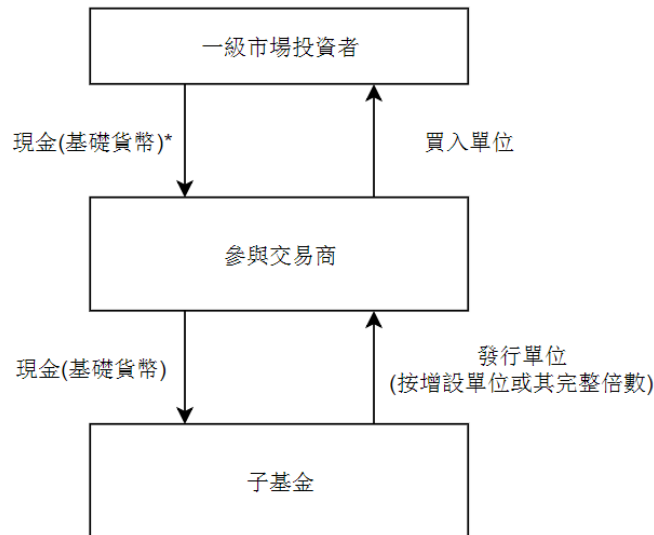 一級市場投資者
現金(基礎貨幣)*
買入單位
參與交易商
現金(基礎貨幣)
發行單位
(按增設單位或其完整倍數)
子基金